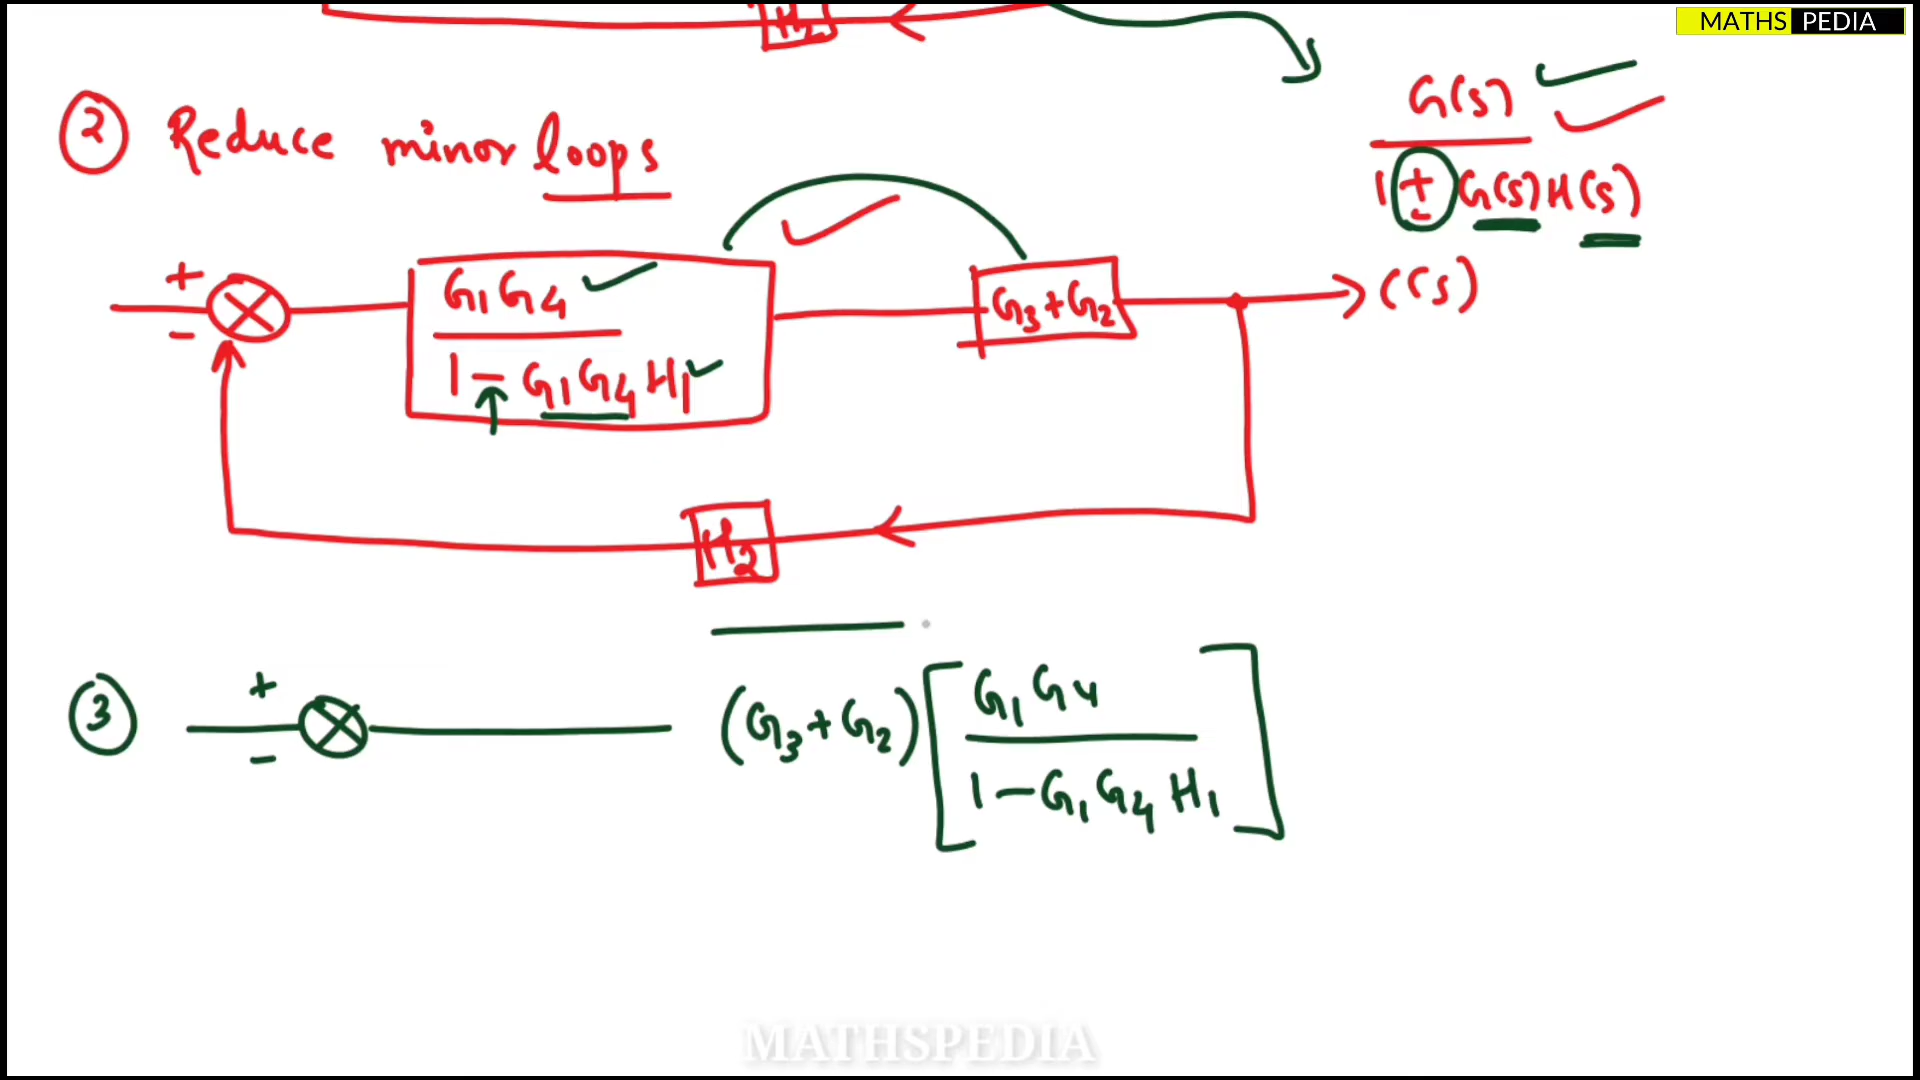 H2
MATHS PEDIA
G(s)
1 ± G(s)H(s)
② Reduce minor loops
+
G1G4
1 - G1G4H1
G3+G2
C(s)
-
H2
③
+
-
(G3+G2) [ G1G4
1-G1G4H1 ]
MATHSPEDIA